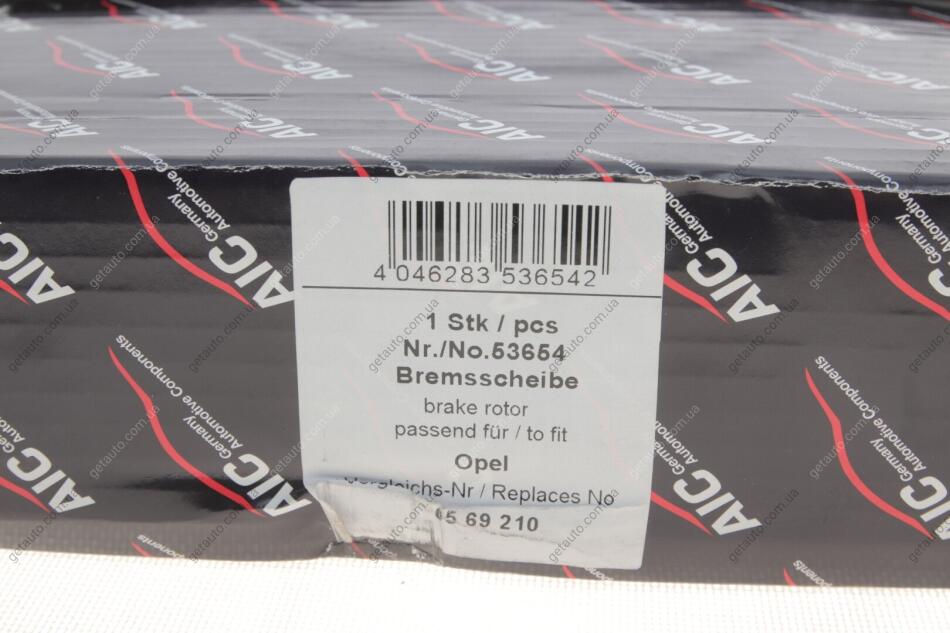 4 046283 536542
1 Stk / pcs
Nr./No.53654
Bremsscheibe
brake rotor
passend für / to fit
Opel
Vergleichs-Nr / Replaces No
05 69 210
AIC Germany
Automotive Components
getauto.com.ua